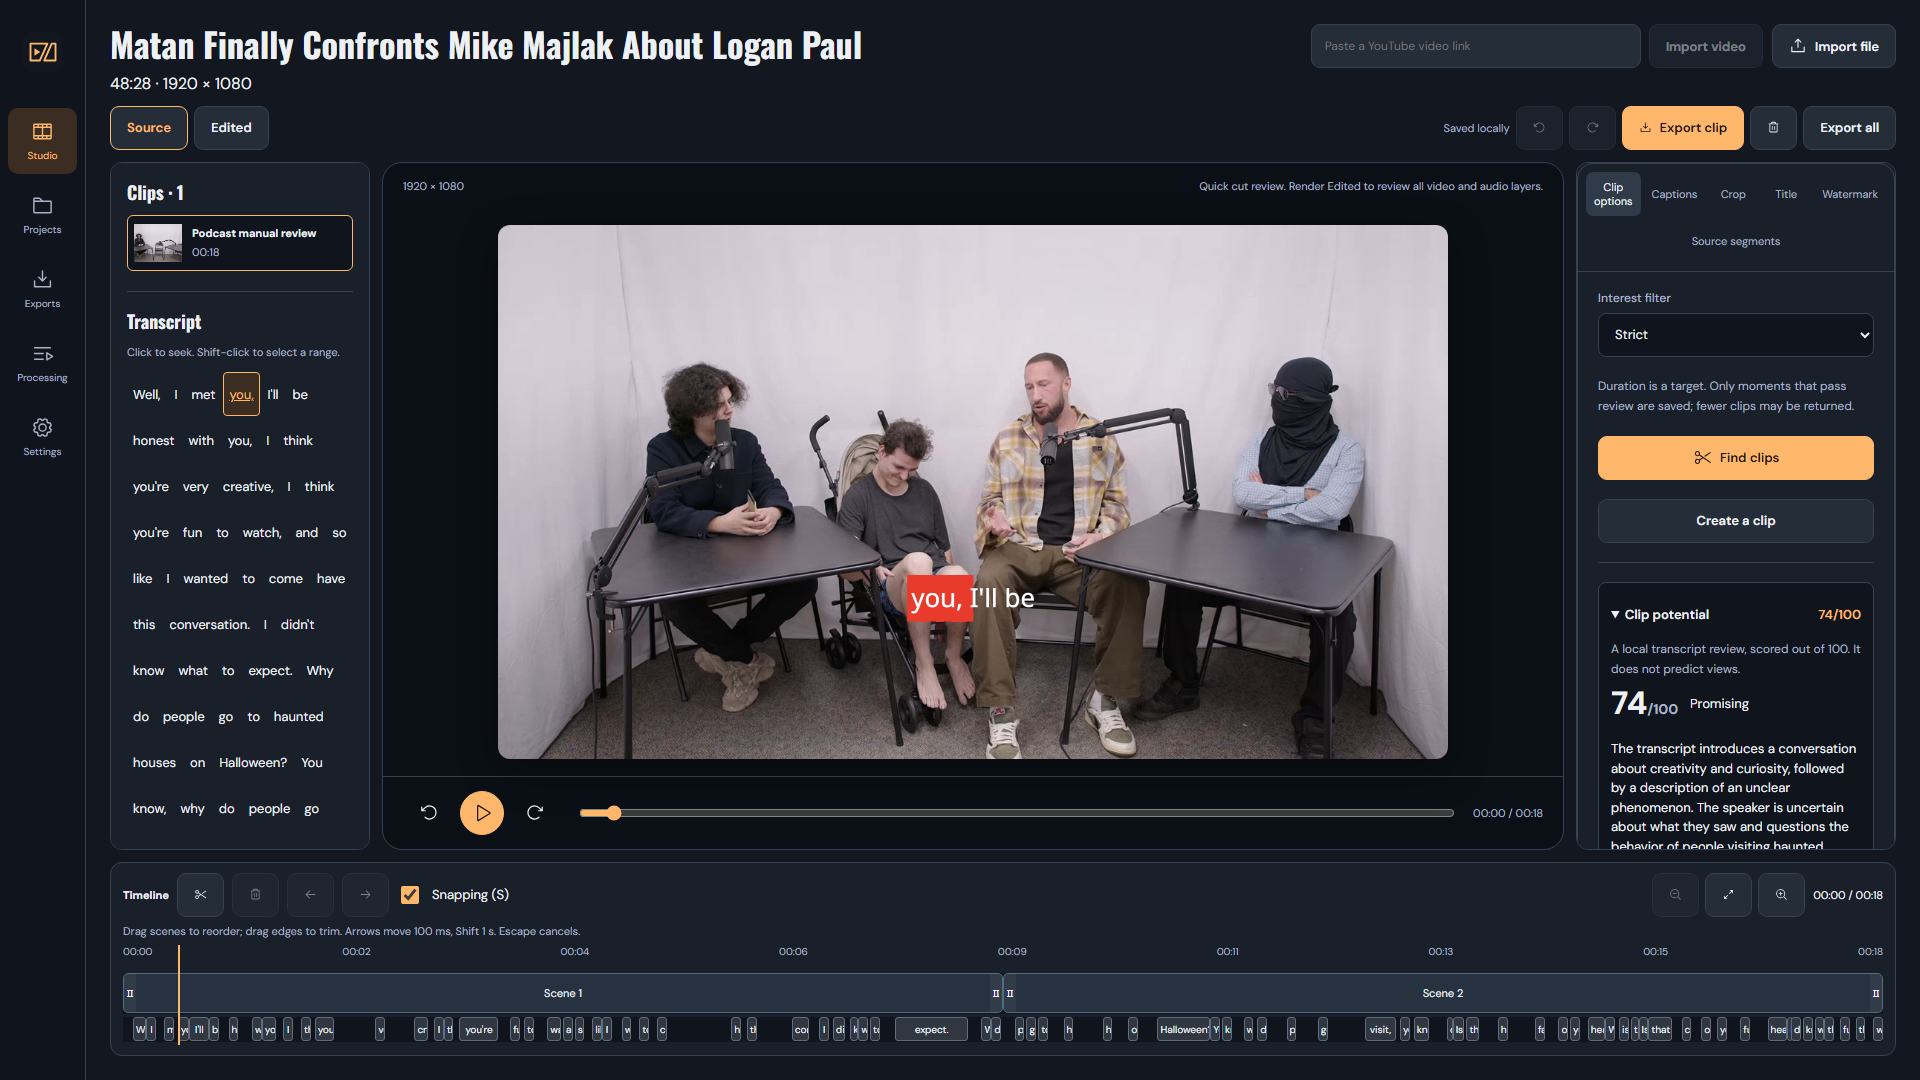 Matan Finally Confronts Mike Majlak About Logan Paul
48:28 · 1920 × 1080
Paste a YouTube video link
Import video
Import file
Source
Edited
Saved locally
Export clip
Export all
Studio
Projects
Exports
Processing
Settings
Clips · 1
Podcast manual review
00:18
Transcript
Click to seek. Shift-click to select a range.
Well, I met you, I'll be
honest with you, I think
you're very creative, I think
you're fun to watch, and so
like I wanted to come have
this conversation. I didn't
know what to expect. Why
do people go to haunted
houses on Halloween? You
know, why do people go
1920 × 1080
Quick cut review. Render Edited to review all video and audio layers.
you, I'll be
00:00 / 00:18
Clip options
Captions
Crop
Title
Watermark
Source segments
Interest filter
Strict
Duration is a target. Only moments that pass
review are saved; fewer clips may be returned.
Find clips
Create a clip
Clip potential
74/100
A local transcript review, scored out of 100. It
does not predict views.
74/100 Promising
The transcript introduces a conversation
about creativity and curiosity, followed
by a description of an unclear
phenomenon. The speaker is uncertain
about what they saw and questions the
behavior of people visiting haunted
Timeline
Snapping (S)
00:00 / 00:18
Drag scenes to reorder; drag edges to trim. Arrows move 100 ms, Shift 1 s. Escape cancels.
00:00 00:02 00:04 00:06 00:09 00:11 00:13 00:15 00:18
Scene 1
Scene 2
I'll
you
you're
expect.
Halloween?
visit,
that